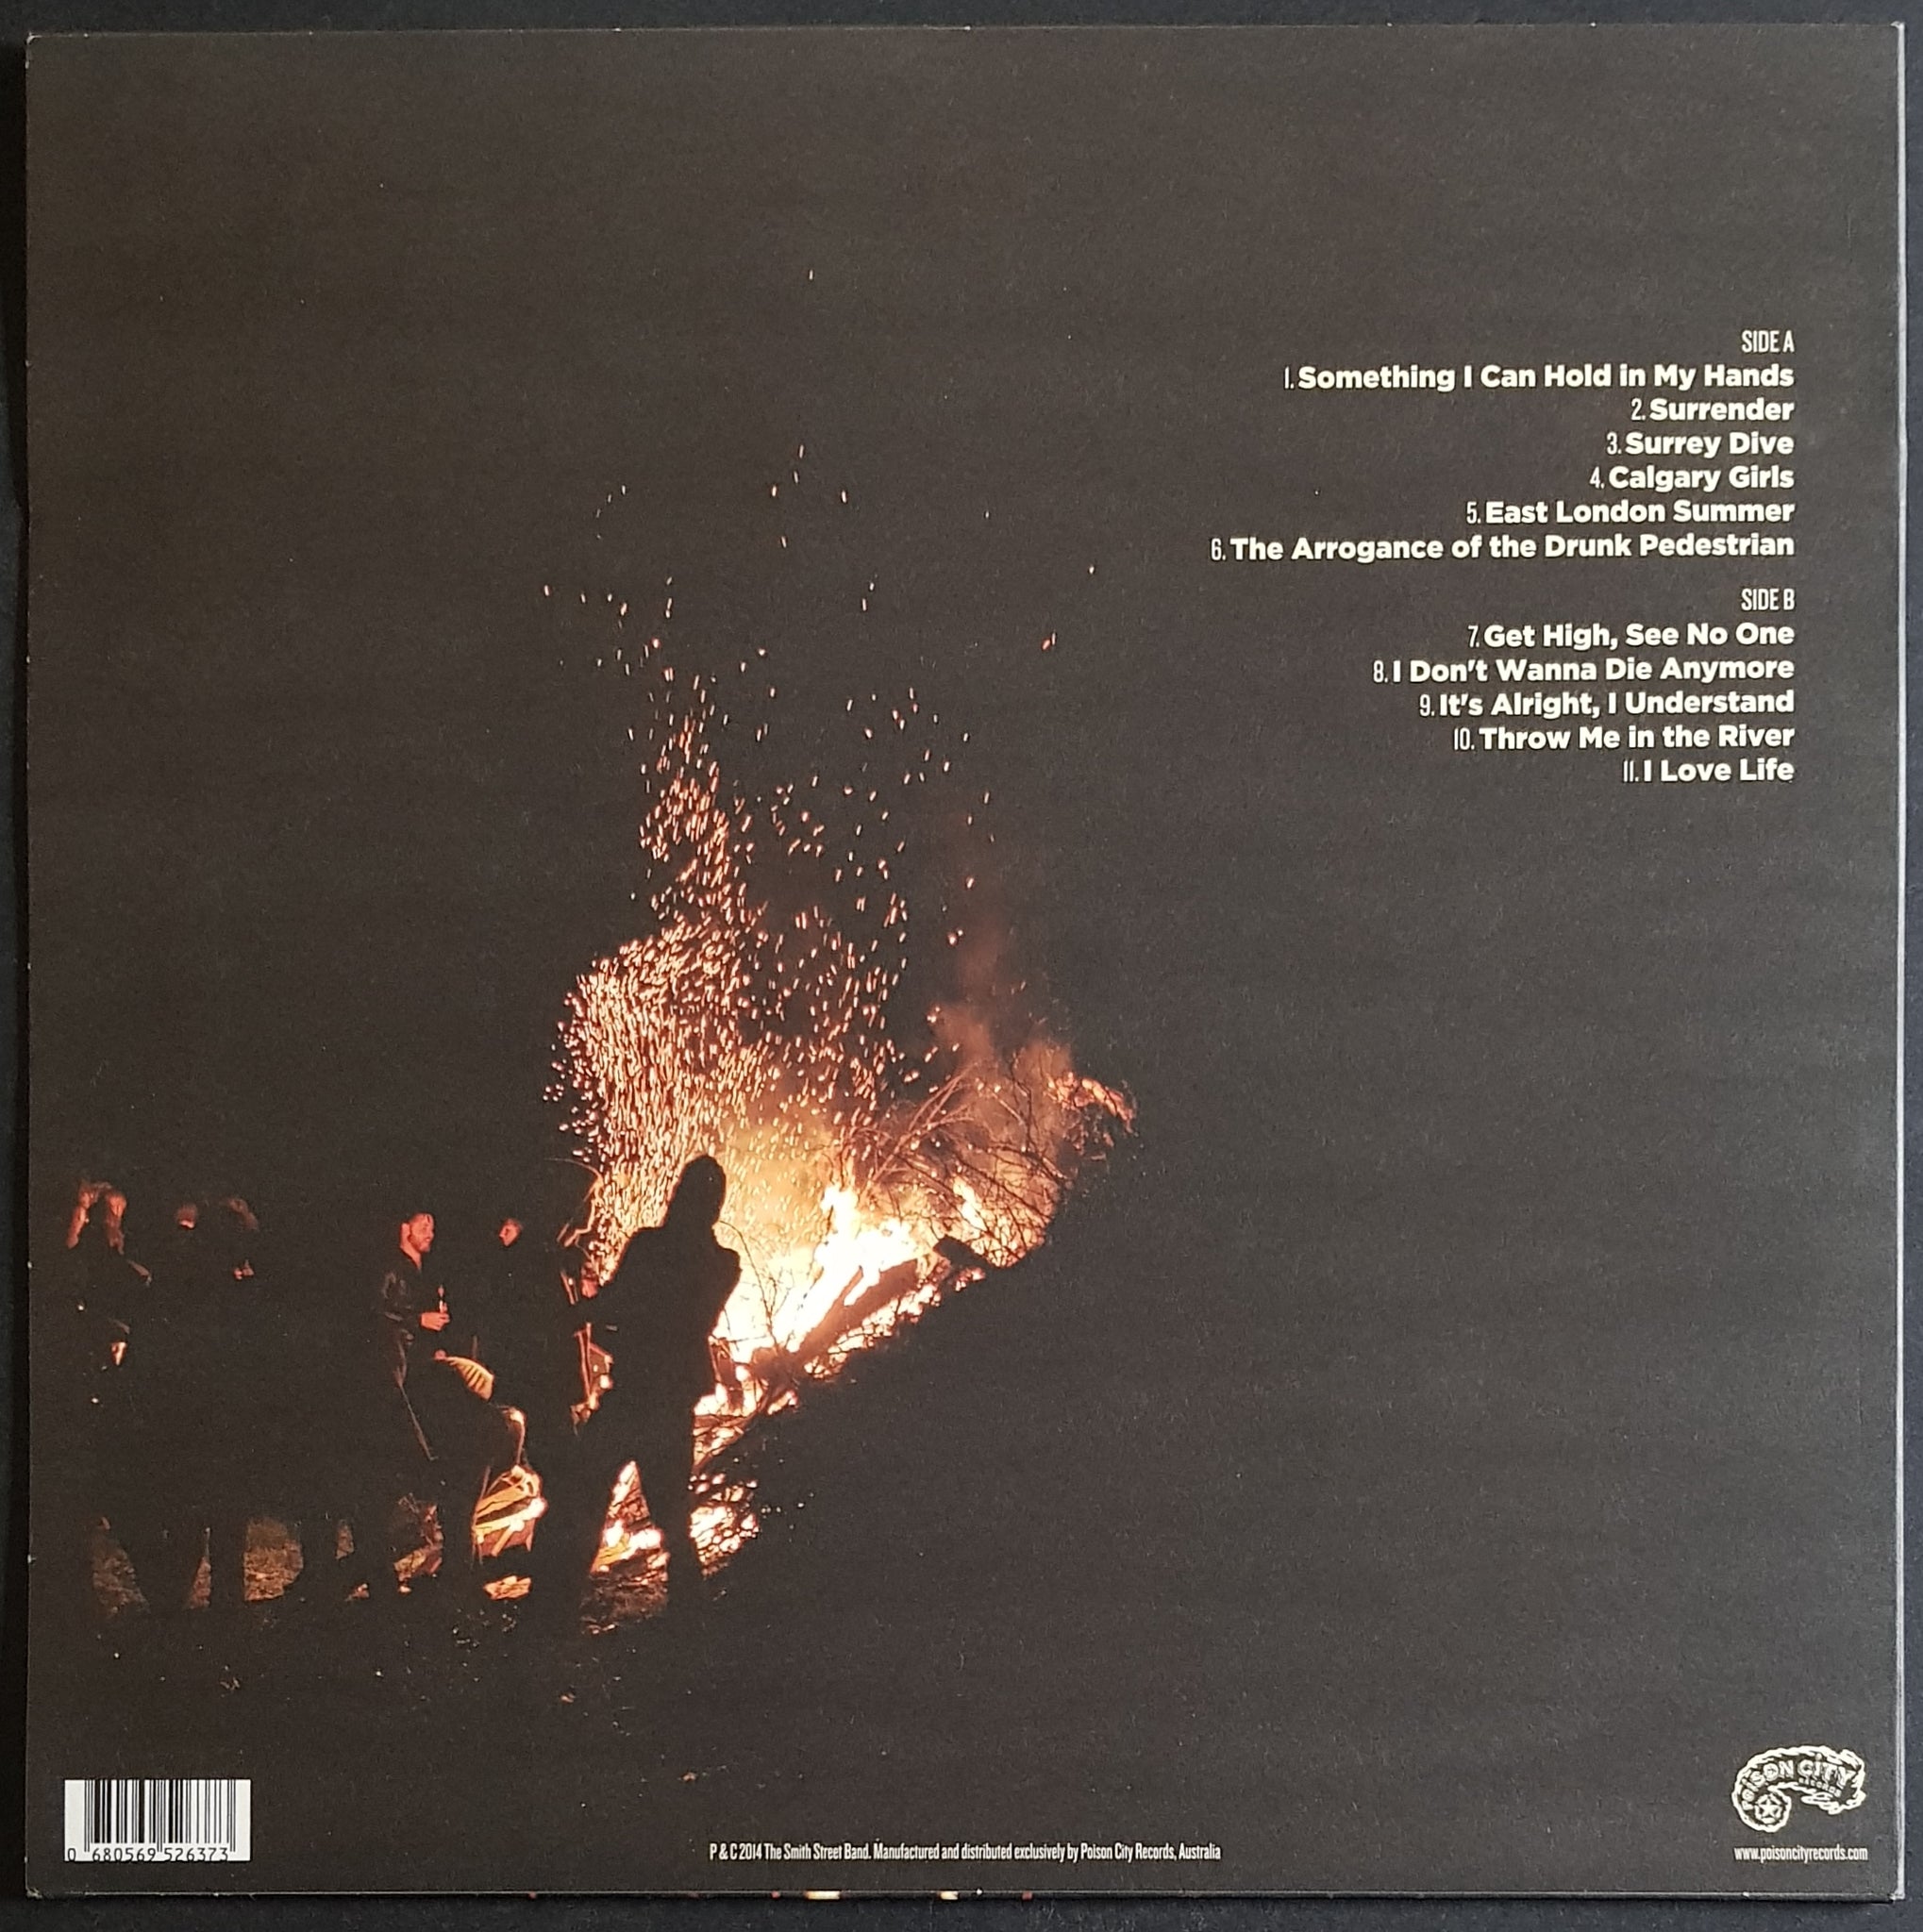 SIDE A
1. Something I Can Hold in My Hands
2. Surrender
3. Surrey Dive
4. Calgary Girls
5. East London Summer
6. The Arrogance of the Drunk Pedestrian
SIDE B
7. Get High, See No One
8. I Don't Wanna Die Anymore
9. It's Alright, I Understand
10. Throw Me in the River
11. I Love Life
POISON CITY
RECORDS
0 680569 526373
P & C 2014 The Smith Street Band. Manufactured and distributed exclusively by Poison City Records, Australia
www.poisoncityrecords.com